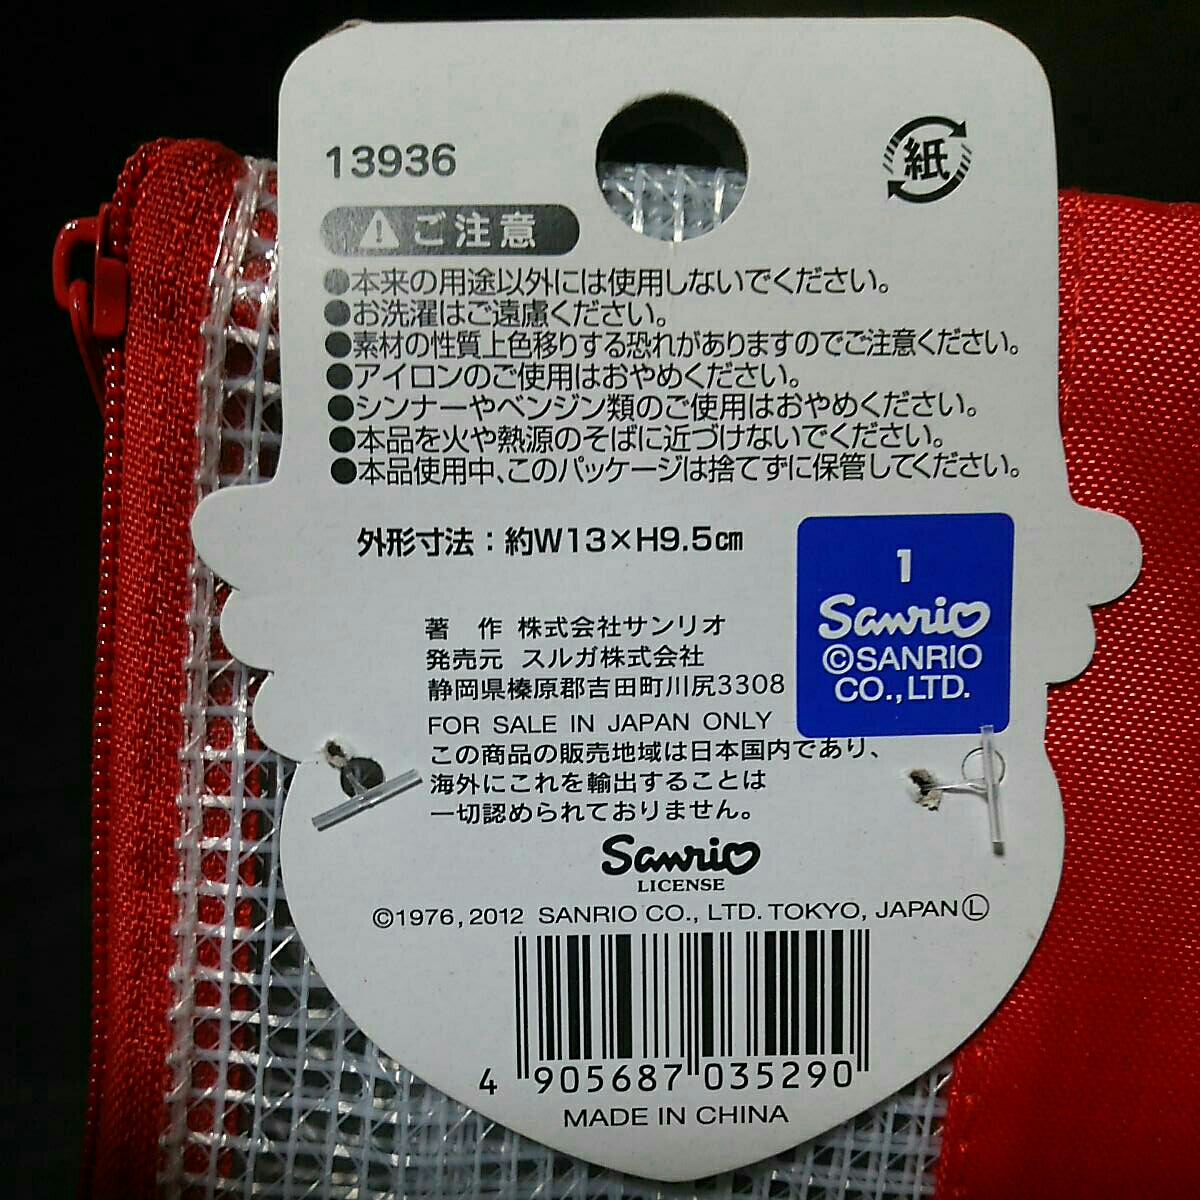 13936
紙
ご注意
●本来の用途以外には使用しないでください。
●お洗濯はご遠慮ください。
●素材の性質上色移りする恐れがありますのでご注意ください。
●アイロンのご使用はおやめください。
●シンナーやベンジン類のご使用はおやめください。
●本品を火や熱源のそばに近づけないでください。
●本品使用中、このパッケージは捨てずに保管してください。
外形寸法：約W13×H9.5㎝
1
Sanrio
©SANRIO
CO.,LTD.
著　作 株式会社サンリオ
発売元 スルガ株式会社
静岡県榛原郡吉田町川尻3308
FOR SALE IN JAPAN ONLY
この商品の販売地域は日本国内であり、
海外にこれを輸出することは
一切認められておりません。
Sanrio
LICENSE
©1976, 2012 SANRIO CO., LTD. TOKYO, JAPAN Ⓛ
4 905687 035290
MADE IN CHINA